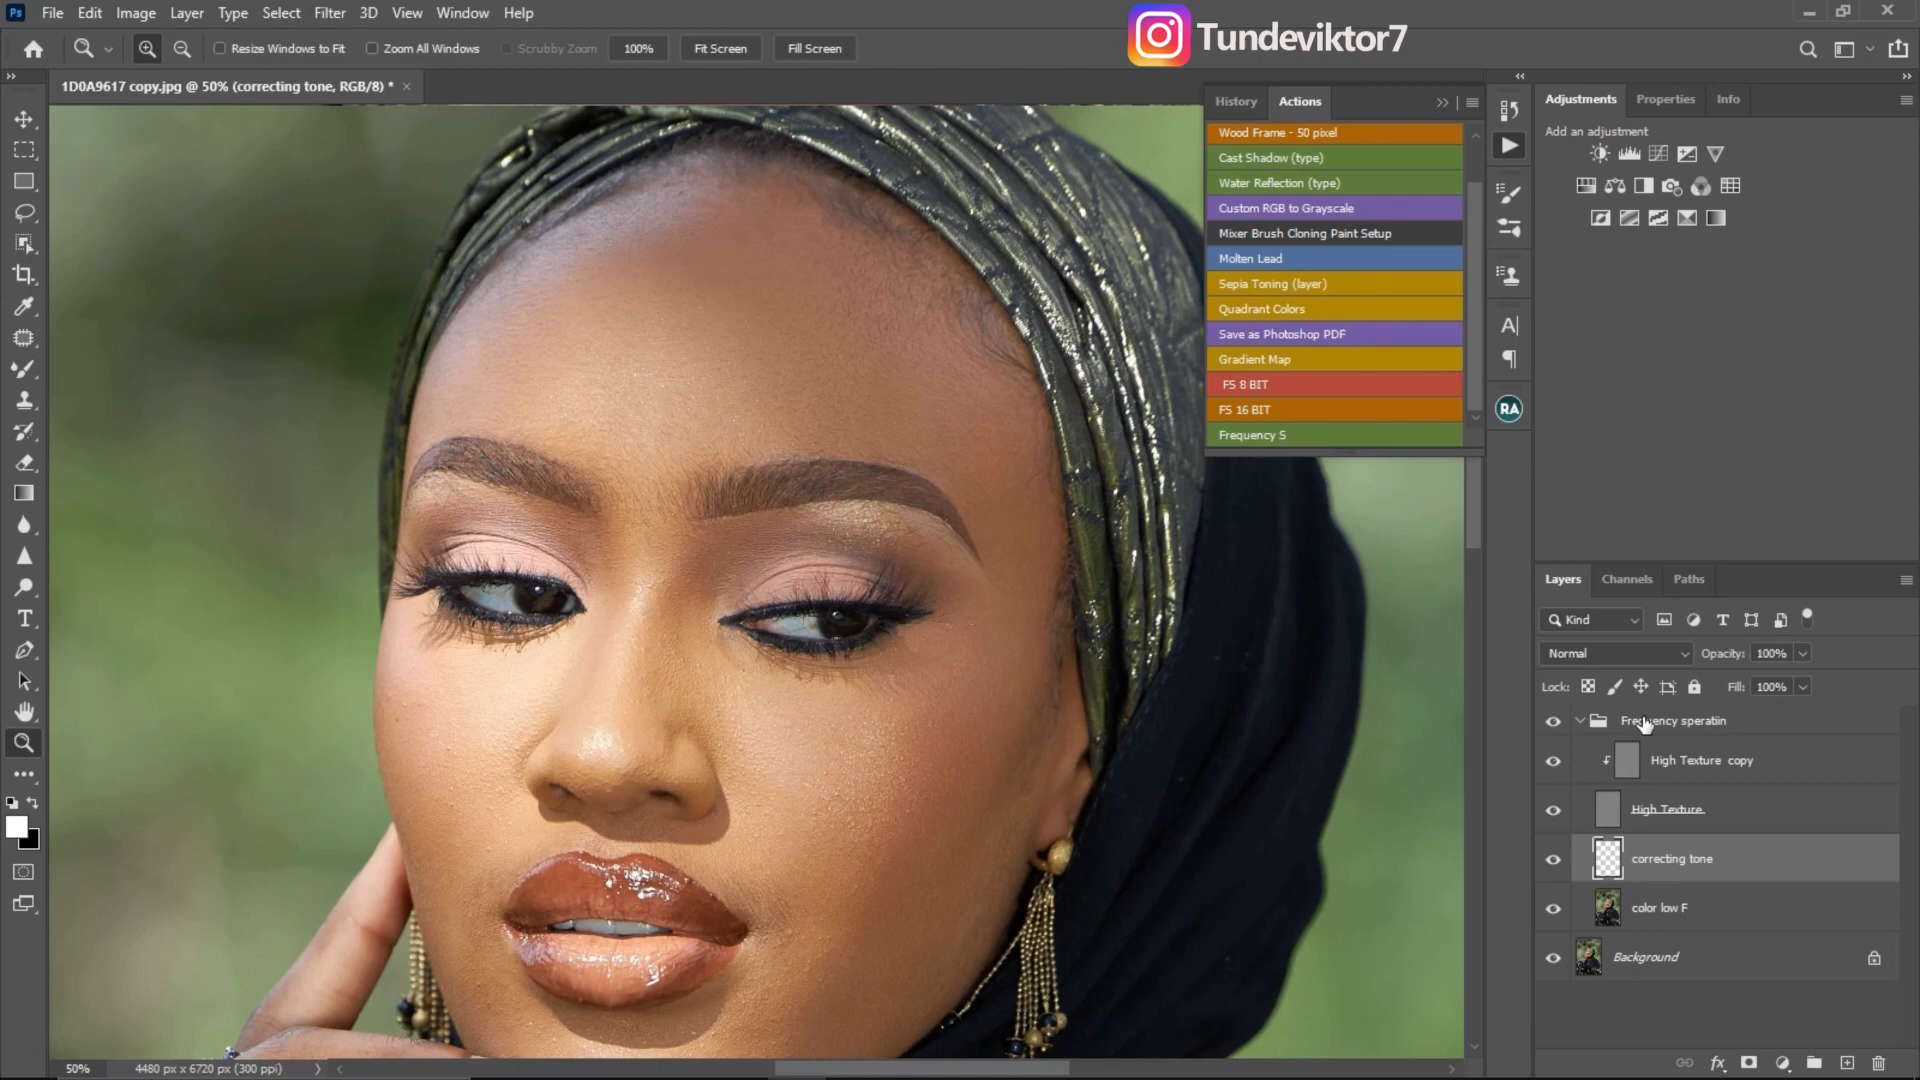 Ps File Edit Image Layer Type Select Filter 3D View Window Help
Tundeviktor7
Resize Windows to Fit Zoom All Windows Scrubby Zoom 100% Fit Screen Fill Screen
1D0A9617 copy.jpg @ 50% (correcting tone, RGB/8) *
History Actions
Wood Frame - 50 pixel
Cast Shadow (type)
Water Reflection (type)
Custom RGB to Grayscale
Mixer Brush Cloning Paint Setup
Molten Lead
Sepia Toning (layer)
Quadrant Colors
Save as Photoshop PDF
Gradient Map
FS 8 BIT
FS 16 BIT
Frequency S
RA
Adjustments Properties Info
Add an adjustment
Layers Channels Paths
Kind
Normal Opacity: 100%
Lock: Fill: 100%
Frequency speratiin
High Texture copy
High Texture
correcting tone
color low F
Background
50% 4480 px x 6720 px (300 ppi)